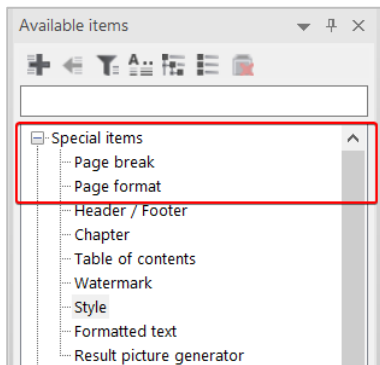 Available items
Special items
Page break
Page format
Header / Footer
Chapter
Table of contents
Watermark
Style
Formatted text
Result picture generator